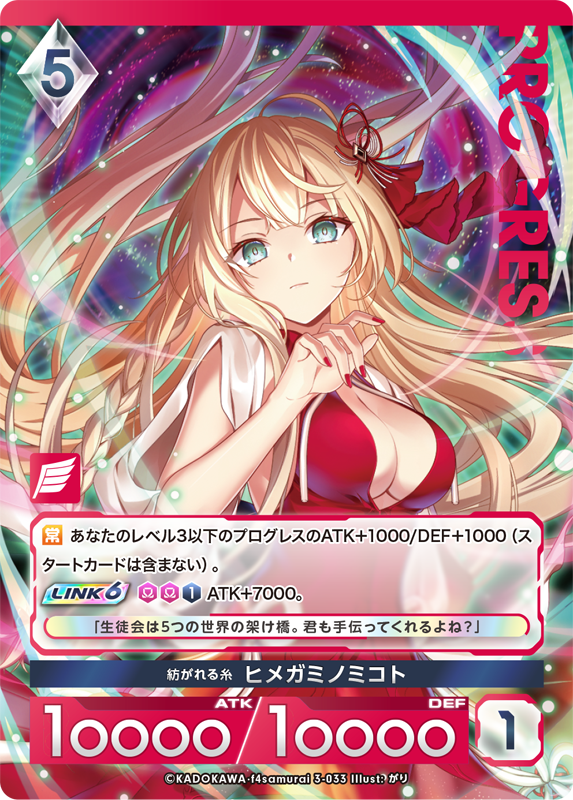 5
PROGRESS
常 あなたのレベル3以下のプログレスのATK+1000/DEF+1000（ス
タートカードは含まない）。
LINK 6 1 ATK+7000。
「生徒会は5つの世界の架け橋。君も手伝ってくれるよね？」
紡がれる糸 ヒメガミノミコト
ATK DEF
10000/10000 1
©KADOKAWA・f4samurai 3-033 Illust: がり